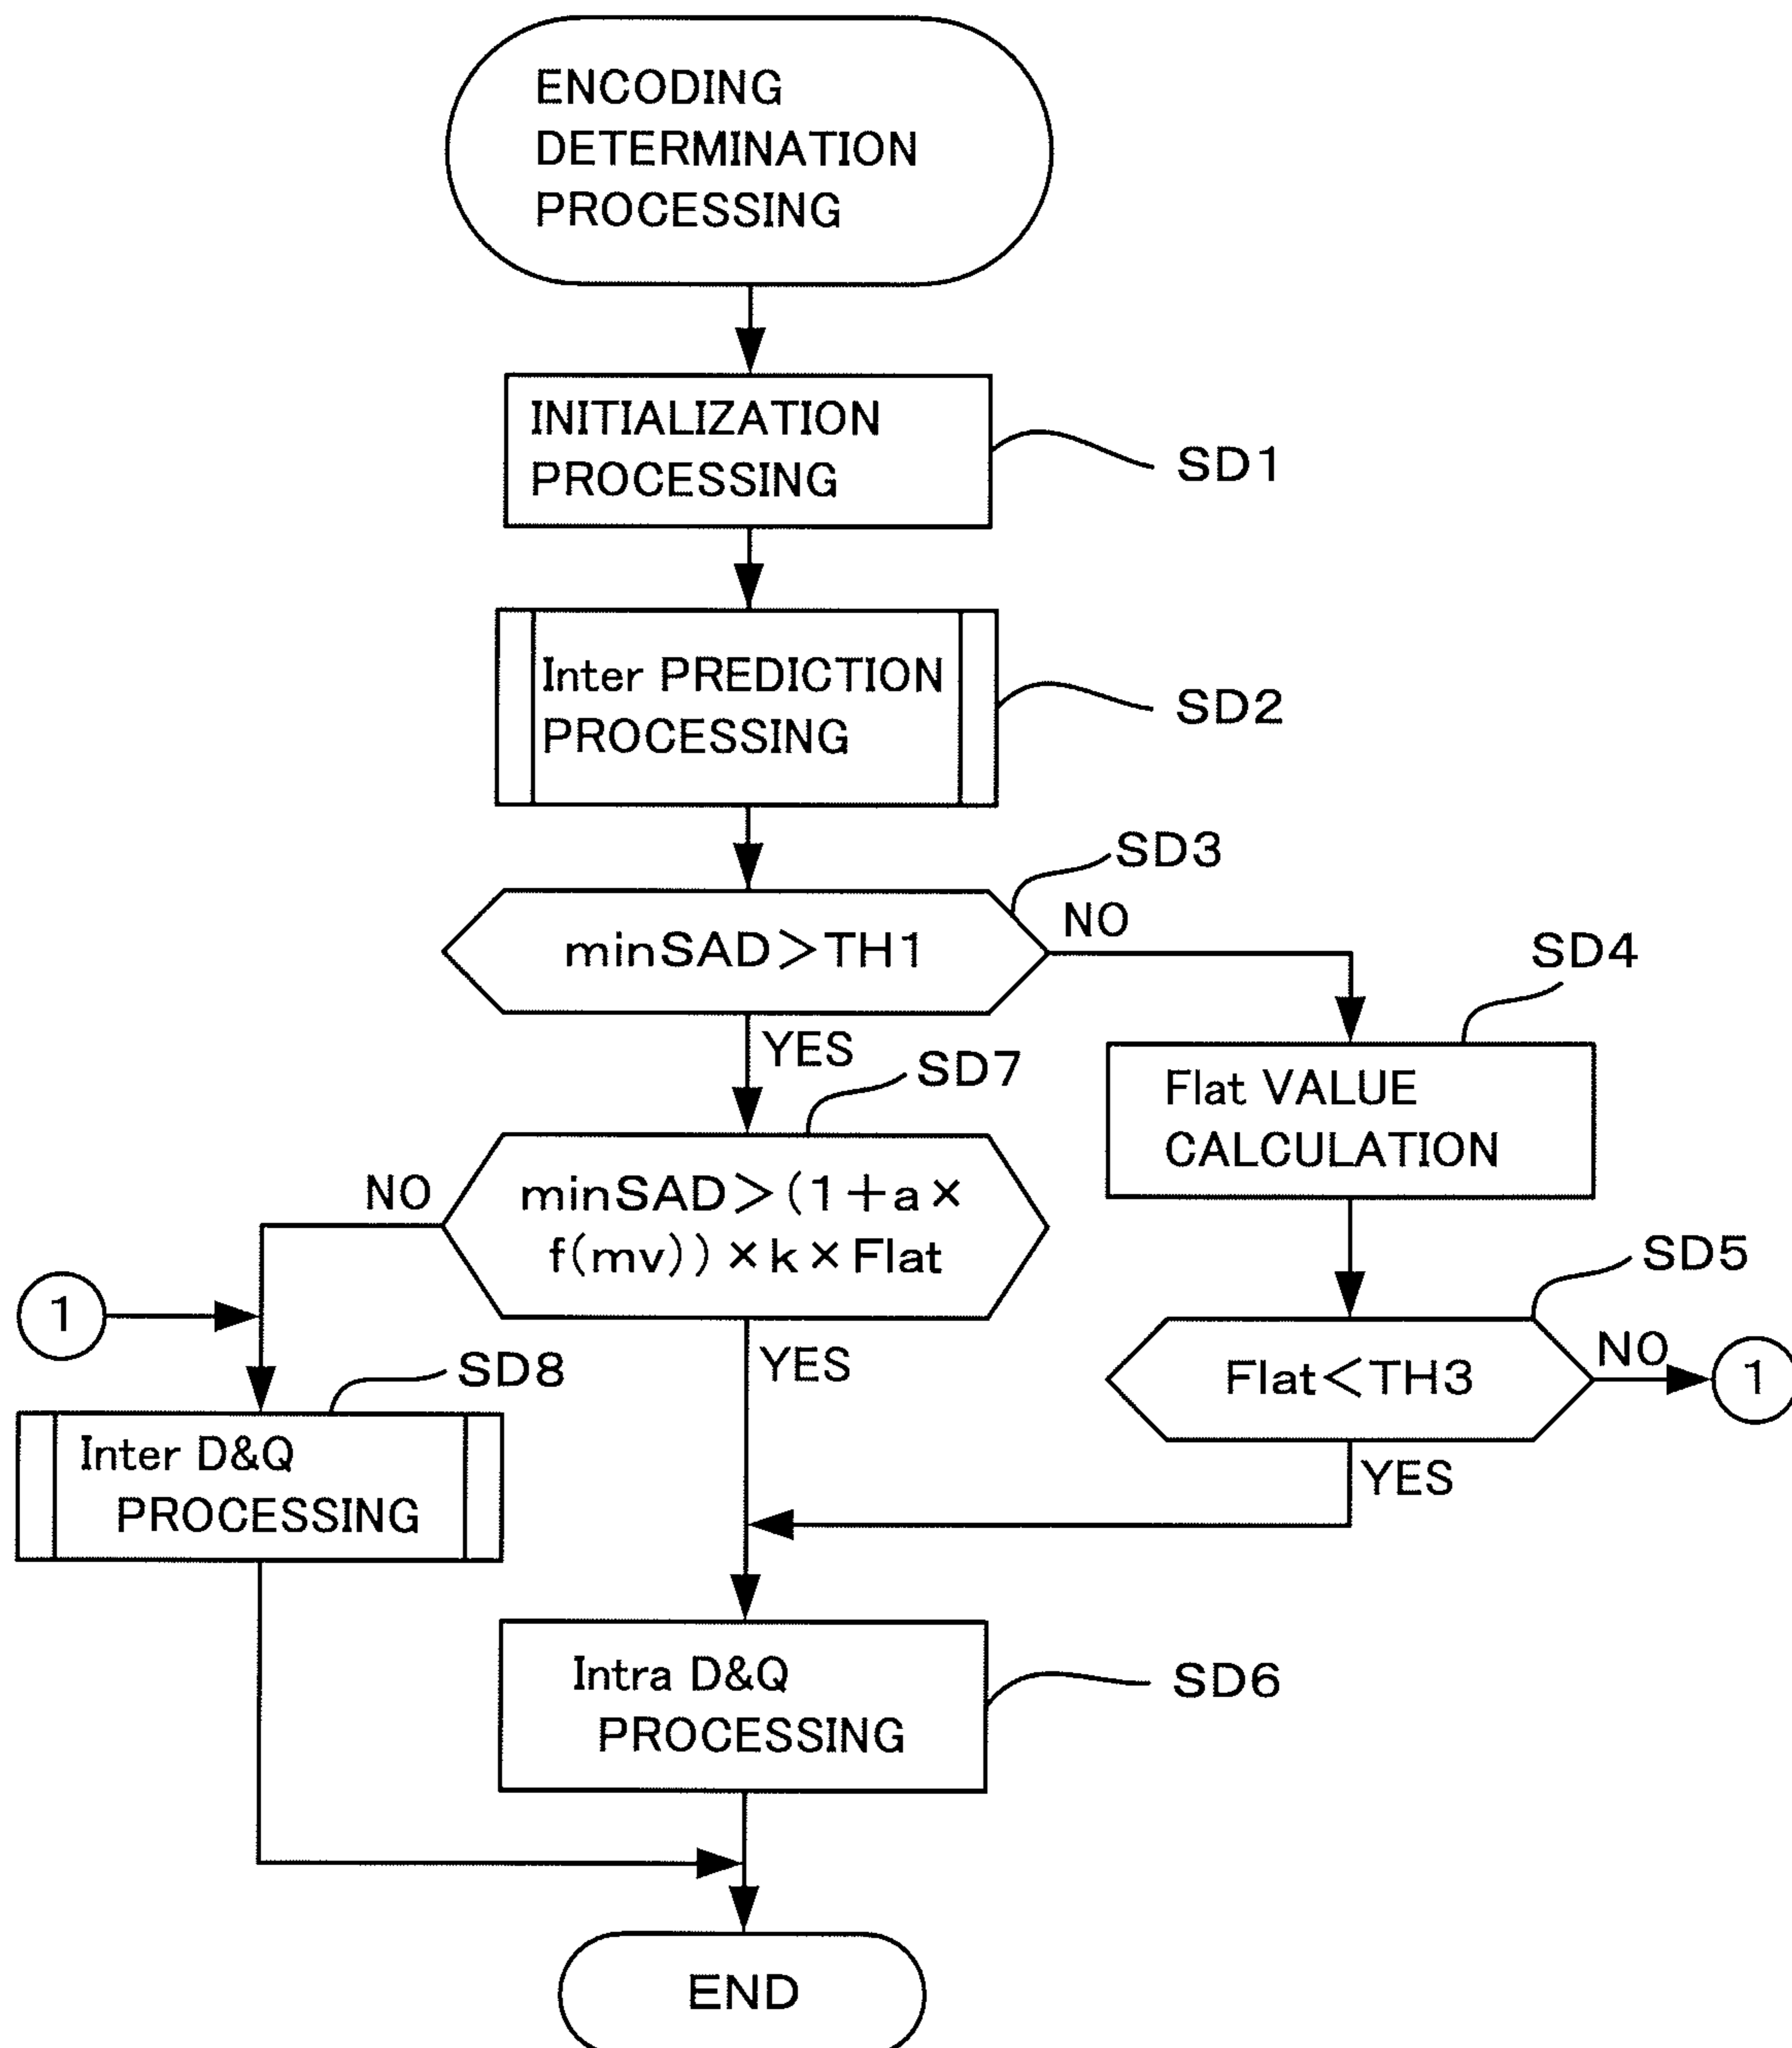 ENCODING
DETERMINATION
PROCESSING
INITIALIZATION
PROCESSING
SD1
Inter PREDICTION
PROCESSING
SD2
SD3
minSAD＞TH1
NO
YES
SD4
Flat VALUE
CALCULATION
SD7
NO
minSAD＞(1＋a×
f(mv))×k×Flat
YES
SD5
Flat＜TH3
NO
1
YES
1
SD8
Inter D&Q
PROCESSING
Intra D&Q
PROCESSING
SD6
END